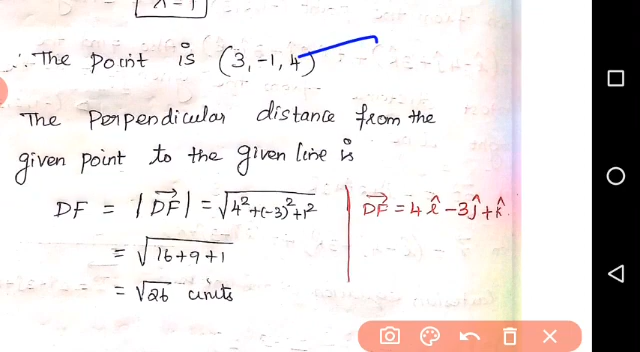 λ=1
∴ The point is (3, -1, 4)
The Perpendicular distance from the
given point to the given line is
DF = |DF⃗| = √4²+(-3)²+1² | DF⃗ = 4î -3ĵ+k̂.
= √16+9+1
= √26 units